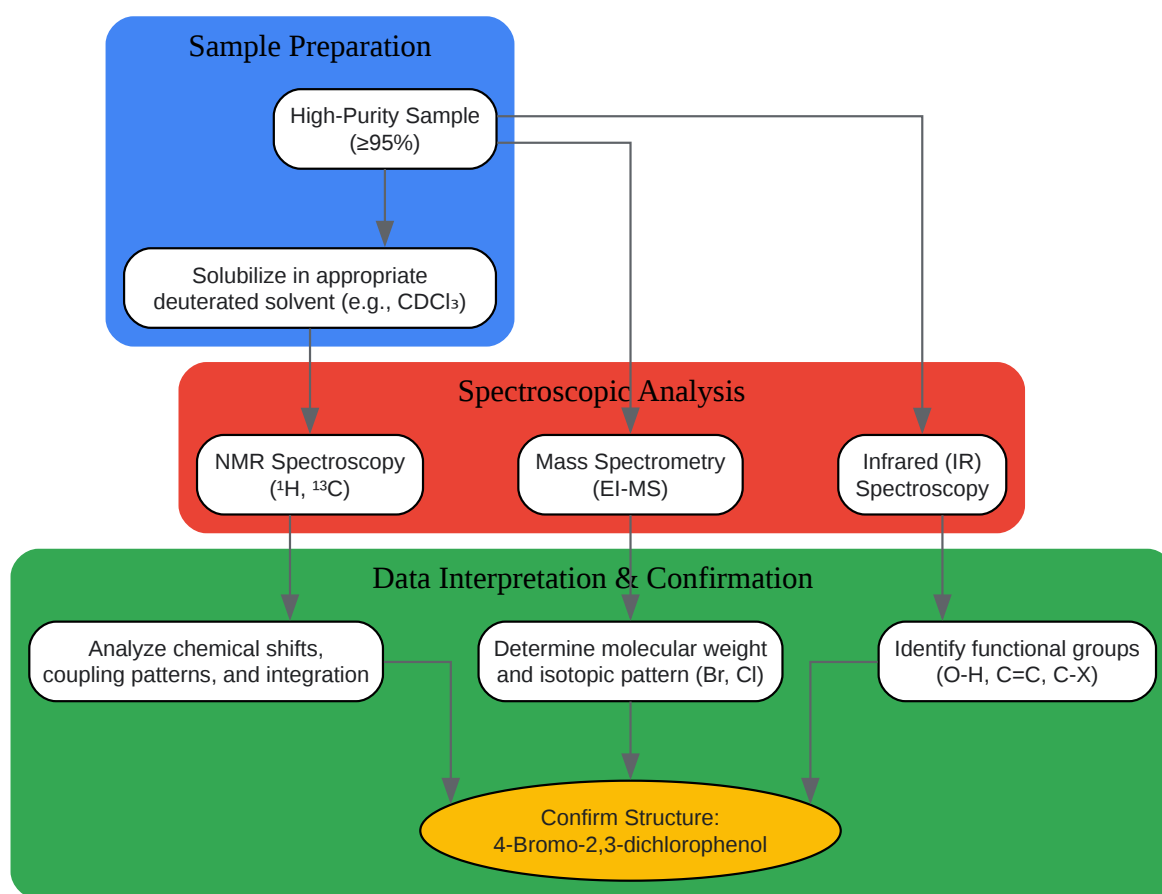 Sample Preparation
High-Purity Sample
(≥95%)
Solubilize in appropriate
deuterated solvent (e.g., CDCl₃)
Spectroscopic Analysis
NMR Spectroscopy
(¹H, ¹³C)
Mass Spectrometry
(EI-MS)
Infrared (IR)
Spectroscopy
Data Interpretation & Confirmation
Analyze chemical shifts,
coupling patterns, and integration
Determine molecular weight
and isotopic pattern (Br, Cl)
Identify functional groups
(O-H, C=C, C-X)
Confirm Structure:
4-Bromo-2,3-dichlorophenol